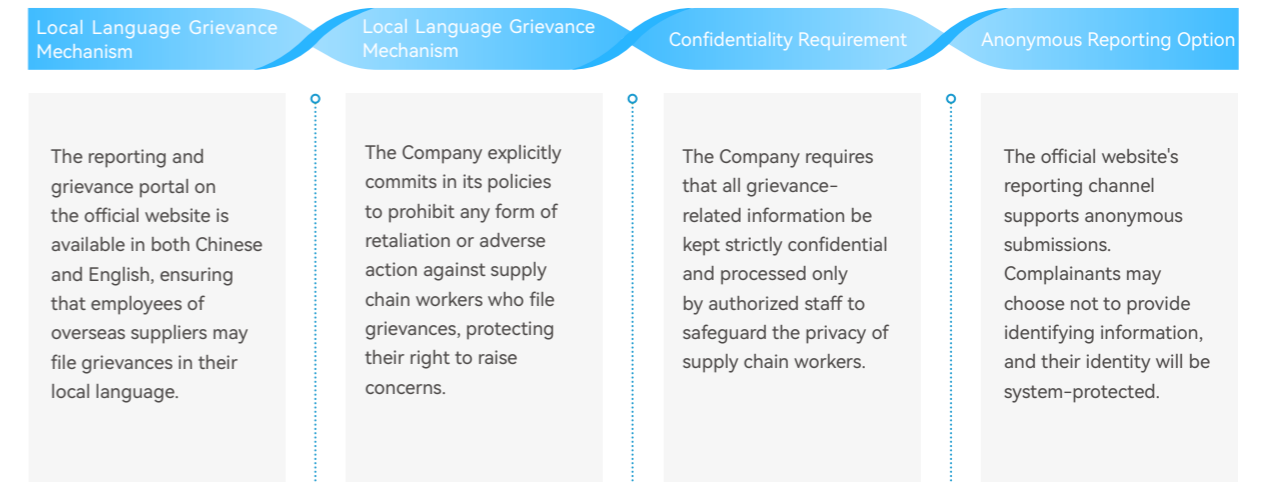 Local Language Grievance
Mechanism
Local Language Grievance
Mechanism
Confidentiality Requirement
Anonymous Reporting Option
The reporting and
grievance portal on
the official website is
available in both Chinese
and English, ensuring
that employees of
overseas suppliers may
file grievances in their
local language.
The Company explicitly
commits in its policies
to prohibit any form of
retaliation or adverse
action against supply
chain workers who file
grievances, protecting
their right to raise
concerns.
The Company requires
that all grievance-
related information be
kept strictly confidential
and processed only
by authorized staff to
safeguard the privacy of
supply chain workers.
The official website's
reporting channel
supports anonymous
submissions.
Complainants may
choose not to provide
identifying information,
and their identity will be
system-protected.